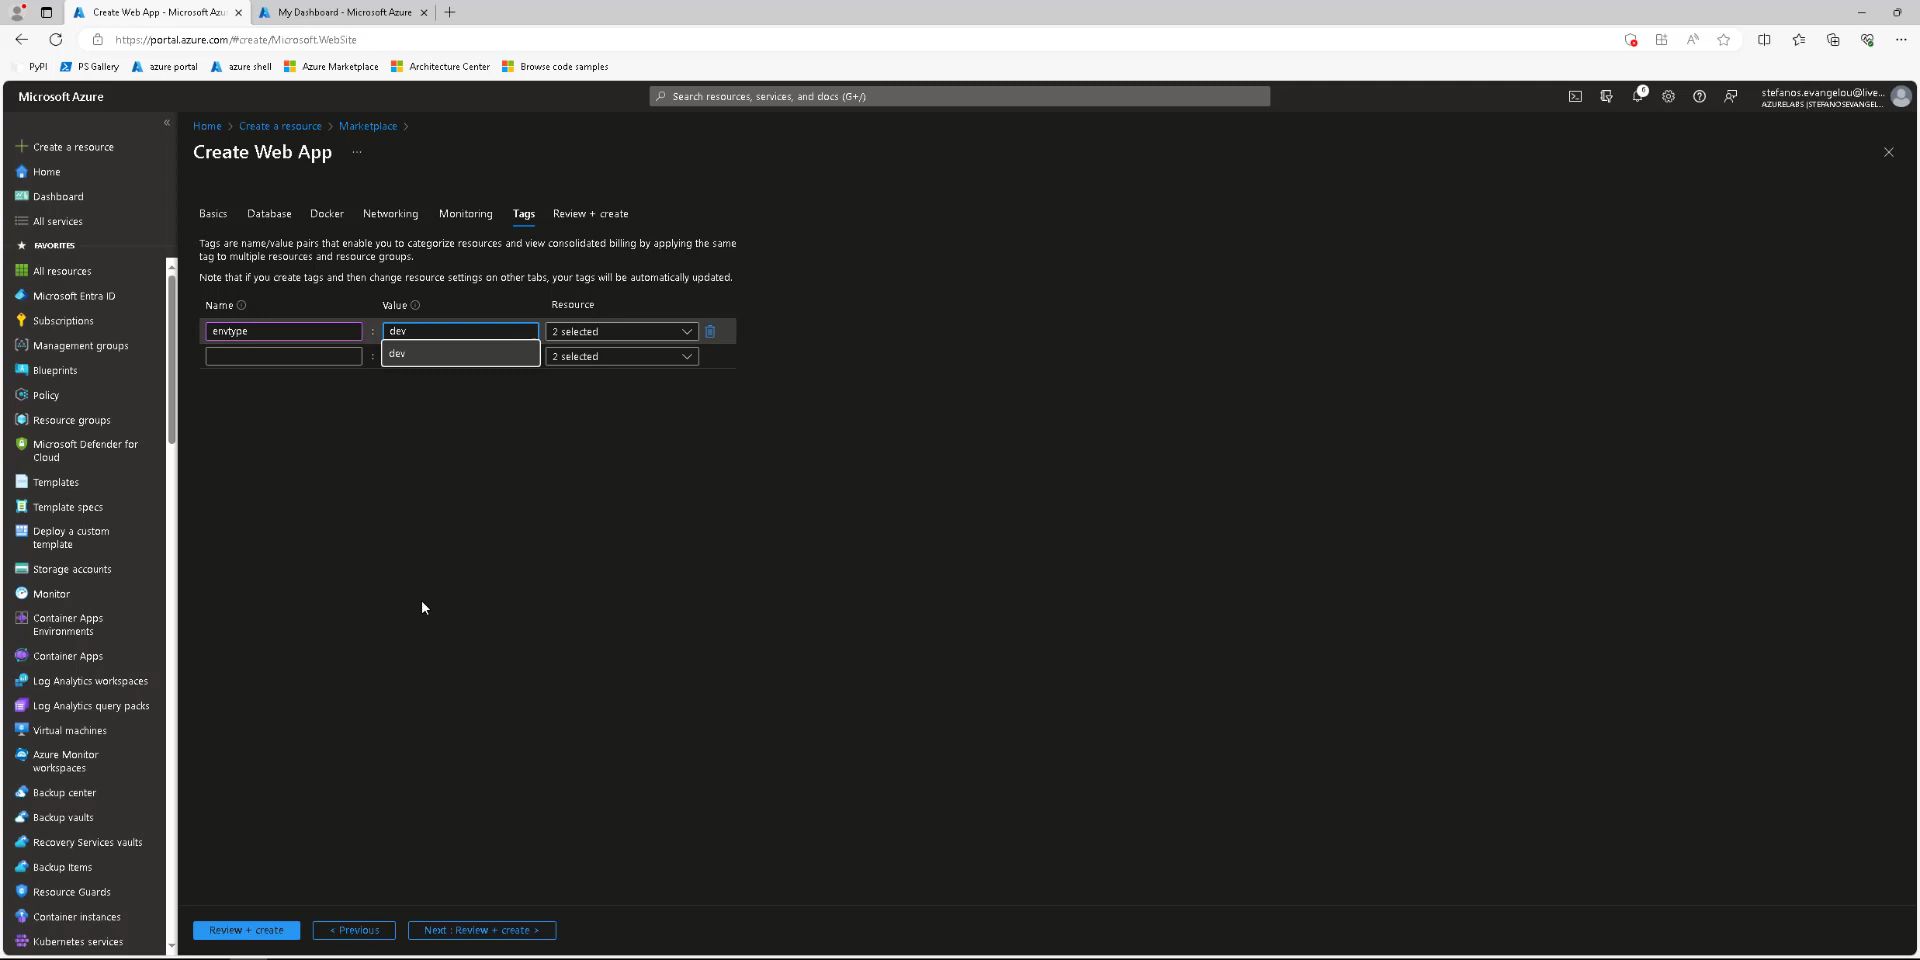 Create Web App - Microsoft Azu
My Dashboard - Microsoft Azure
https://portal.azure.com/#create/Microsoft.WebSite
PyPI
PS Gallery
azure portal
azure shell
Azure Marketplace
Architecture Center
Browse code samples
Microsoft Azure
Search resources, services, and docs (G+/)
6
stefanos.evangelou@live...
AZURELABS (STEFANOSEVANGEL...
Create a resource
Home
Dashboard
All services
FAVORITES
All resources
Microsoft Entra ID
Subscriptions
Management groups
Blueprints
Policy
Resource groups
Microsoft Defender for
Cloud
Templates
Template specs
Deploy a custom
template
Storage accounts
Monitor
Container Apps
Environments
Container Apps
Log Analytics workspaces
Log Analytics query packs
Virtual machines
Azure Monitor
workspaces
Backup center
Backup vaults
Recovery Services vaults
Backup Items
Resource Guards
Container instances
Kubernetes services
Home > Create a resource > Marketplace >
Create Web App ...
Basics Database Docker Networking Monitoring Tags Review + create
Tags are name/value pairs that enable you to categorize resources and view consolidated billing by applying the same
tag to multiple resources and resource groups.
Note that if you create tags and then change resource settings on other tabs, your tags will be automatically updated.
Name Value Resource
envtype : dev 2 selected
dev
: 2 selected
Review + create
< Previous
Next : Review + create >